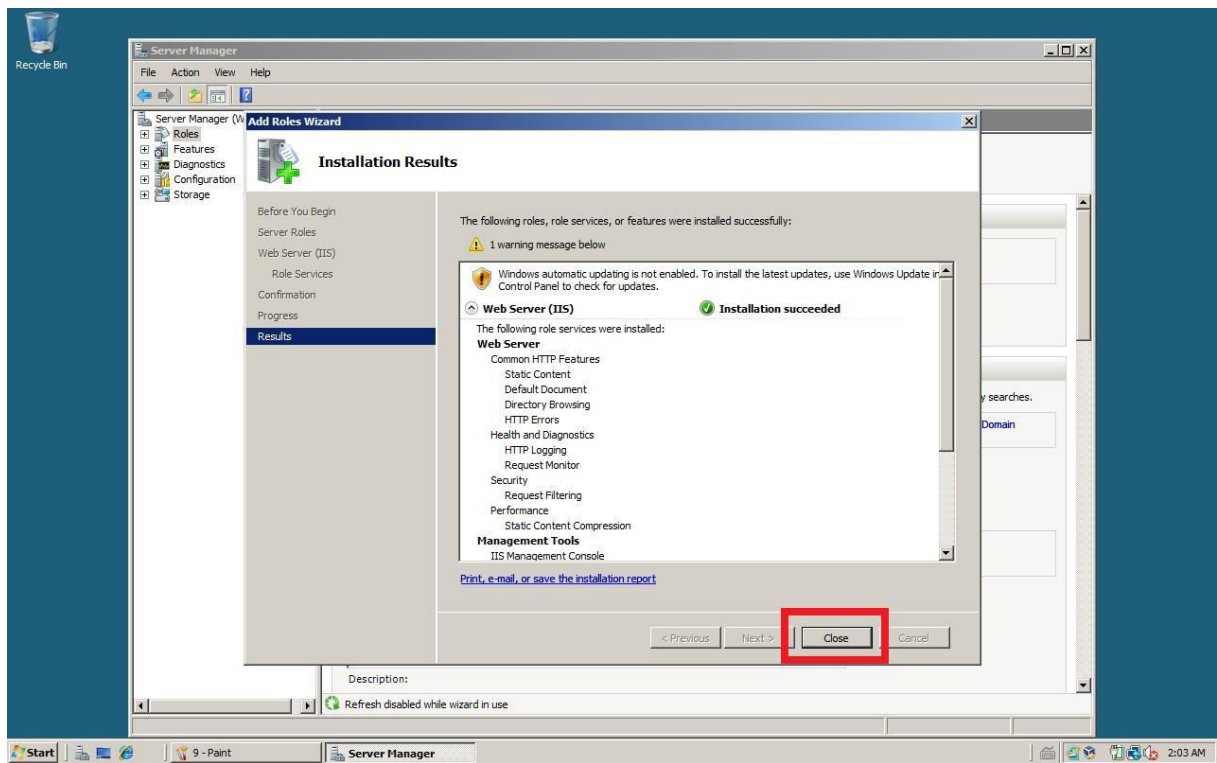 Recycle Bin
Server Manager
File Action View Help
Server Manager (W
Roles
Features
Diagnostics
Configuration
Storage
Add Roles Wizard
Installation Results
Before You Begin
Server Roles
Web Server (IIS)
Role Services
Confirmation
Progress
Results
The following roles, role services, or features were installed successfully:
1 warning message below
Windows automatic updating is not enabled. To install the latest updates, use Windows Update in
Control Panel to check for updates.
Web Server (IIS) Installation succeeded
The following role services were installed:
Web Server
Common HTTP Features
Static Content
Default Document
Directory Browsing
HTTP Errors
Health and Diagnostics
HTTP Logging
Request Monitor
Security
Request Filtering
Performance
Static Content Compression
Management Tools
IIS Management Console
Print, e-mail, or save the installation report
< Previous Next > Close Cancel
y searches.
Domain
Description:
Refresh disabled while wizard in use
Start 9 - Paint Server Manager 2:03 AM